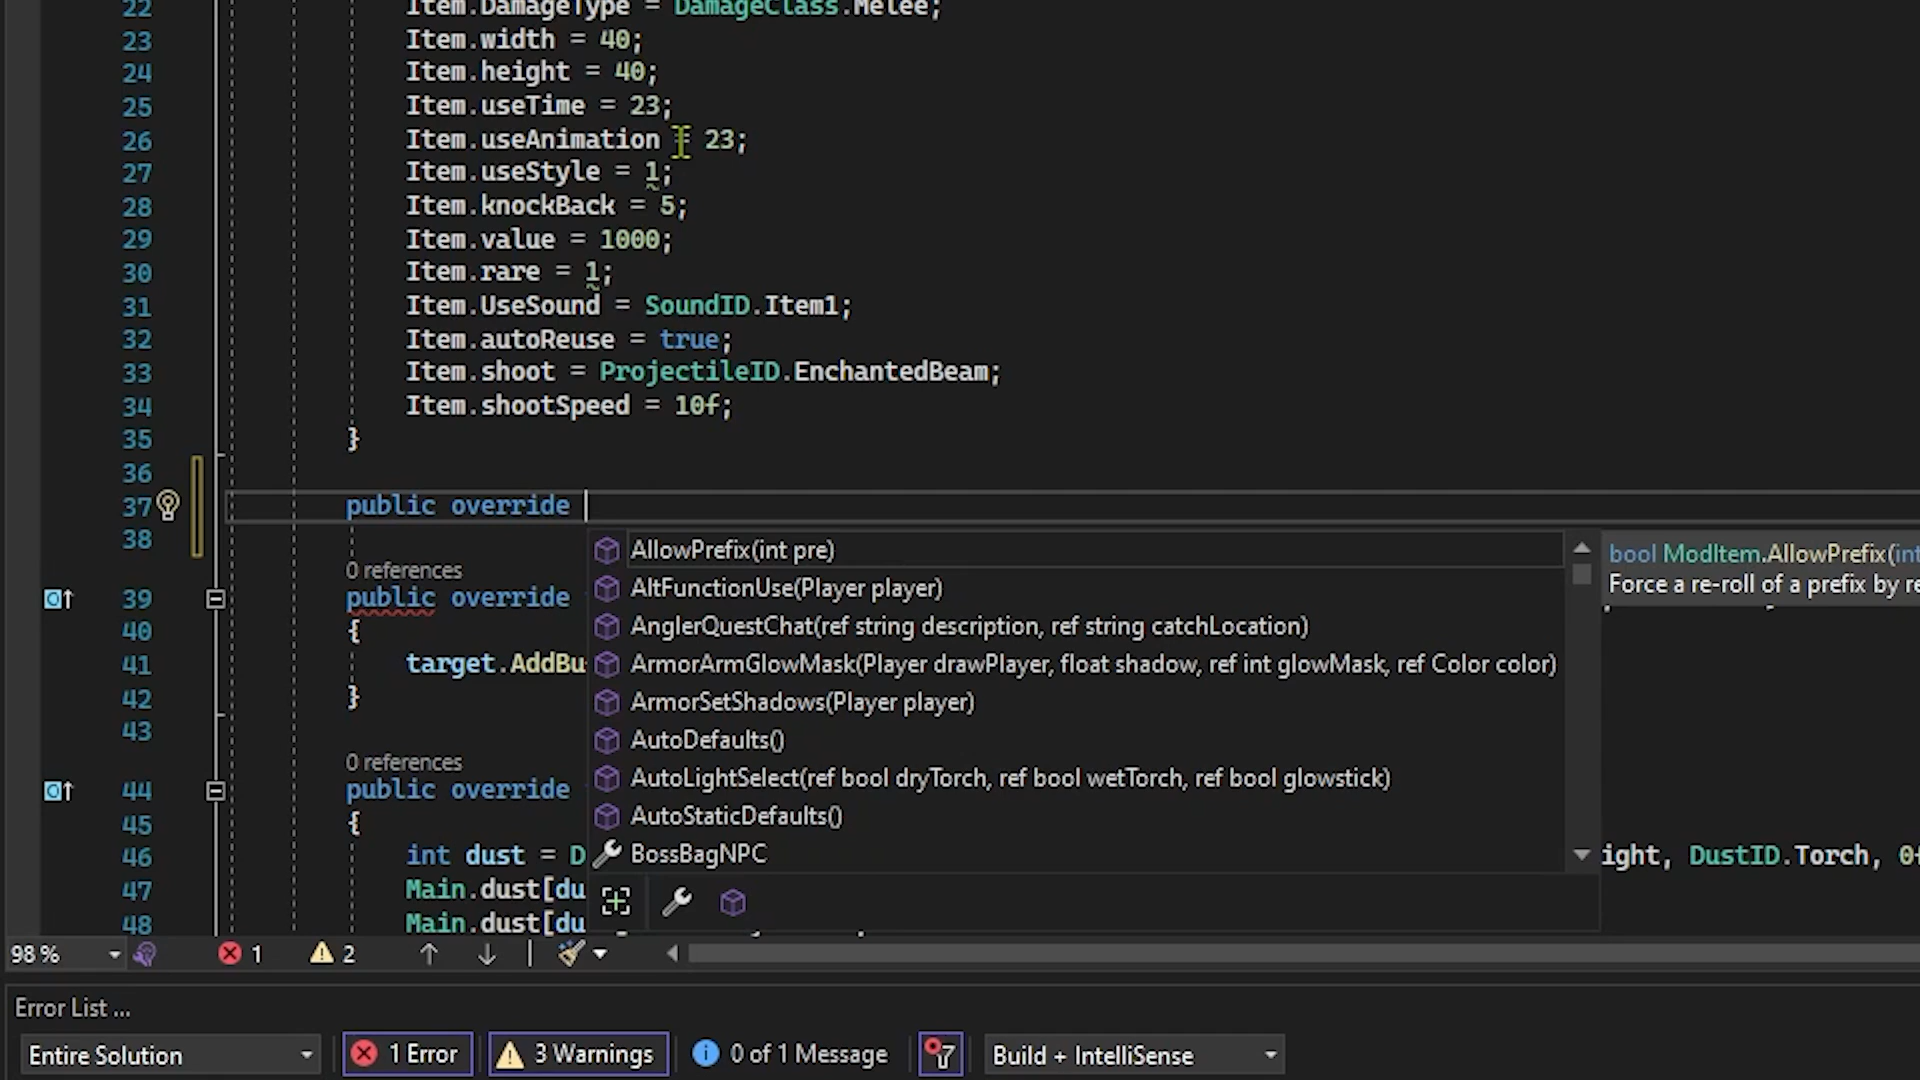 22 Item.DamageType = DamageClass.Melee;
23 Item.width = 40;
24 Item.height = 40;
25 Item.useTime = 23;
26 Item.useAnimation = 23;
27 Item.useStyle = 1;
28 Item.knockBack = 5;
29 Item.value = 1000;
30 Item.rare = 1;
31 Item.UseSound = SoundID.Item1;
32 Item.autoReuse = true;
33 Item.shoot = ProjectileID.EnchantedBeam;
34 Item.shootSpeed = 10f;
35 }
36
37 public override
38
AllowPrefix(int pre)
bool ModItem.AllowPrefix(int
Force a re-roll of a prefix by re
AltFunctionUse(Player player)
AnglerQuestChat(ref string description, ref string catchLocation)
ArmorArmGlowMask(Player drawPlayer, float shadow, ref int glowMask, ref Color color)
ArmorSetShadows(Player player)
AutoDefaults()
AutoLightSelect(ref bool dryTorch, ref bool wetTorch, ref bool glowstick)
AutoStaticDefaults()
BossBagNPC
0 references
39 public override
40 {
41 target.AddBu
42 }
43
0 references
44 public override
45 {
46 int dust = D ight, DustID.Torch, 0f
47 Main.dust[du
48 Main.dust[du
98 % 1 2
Error List ...
Entire Solution 1 Error 3 Warnings 0 of 1 Message Build + IntelliSense